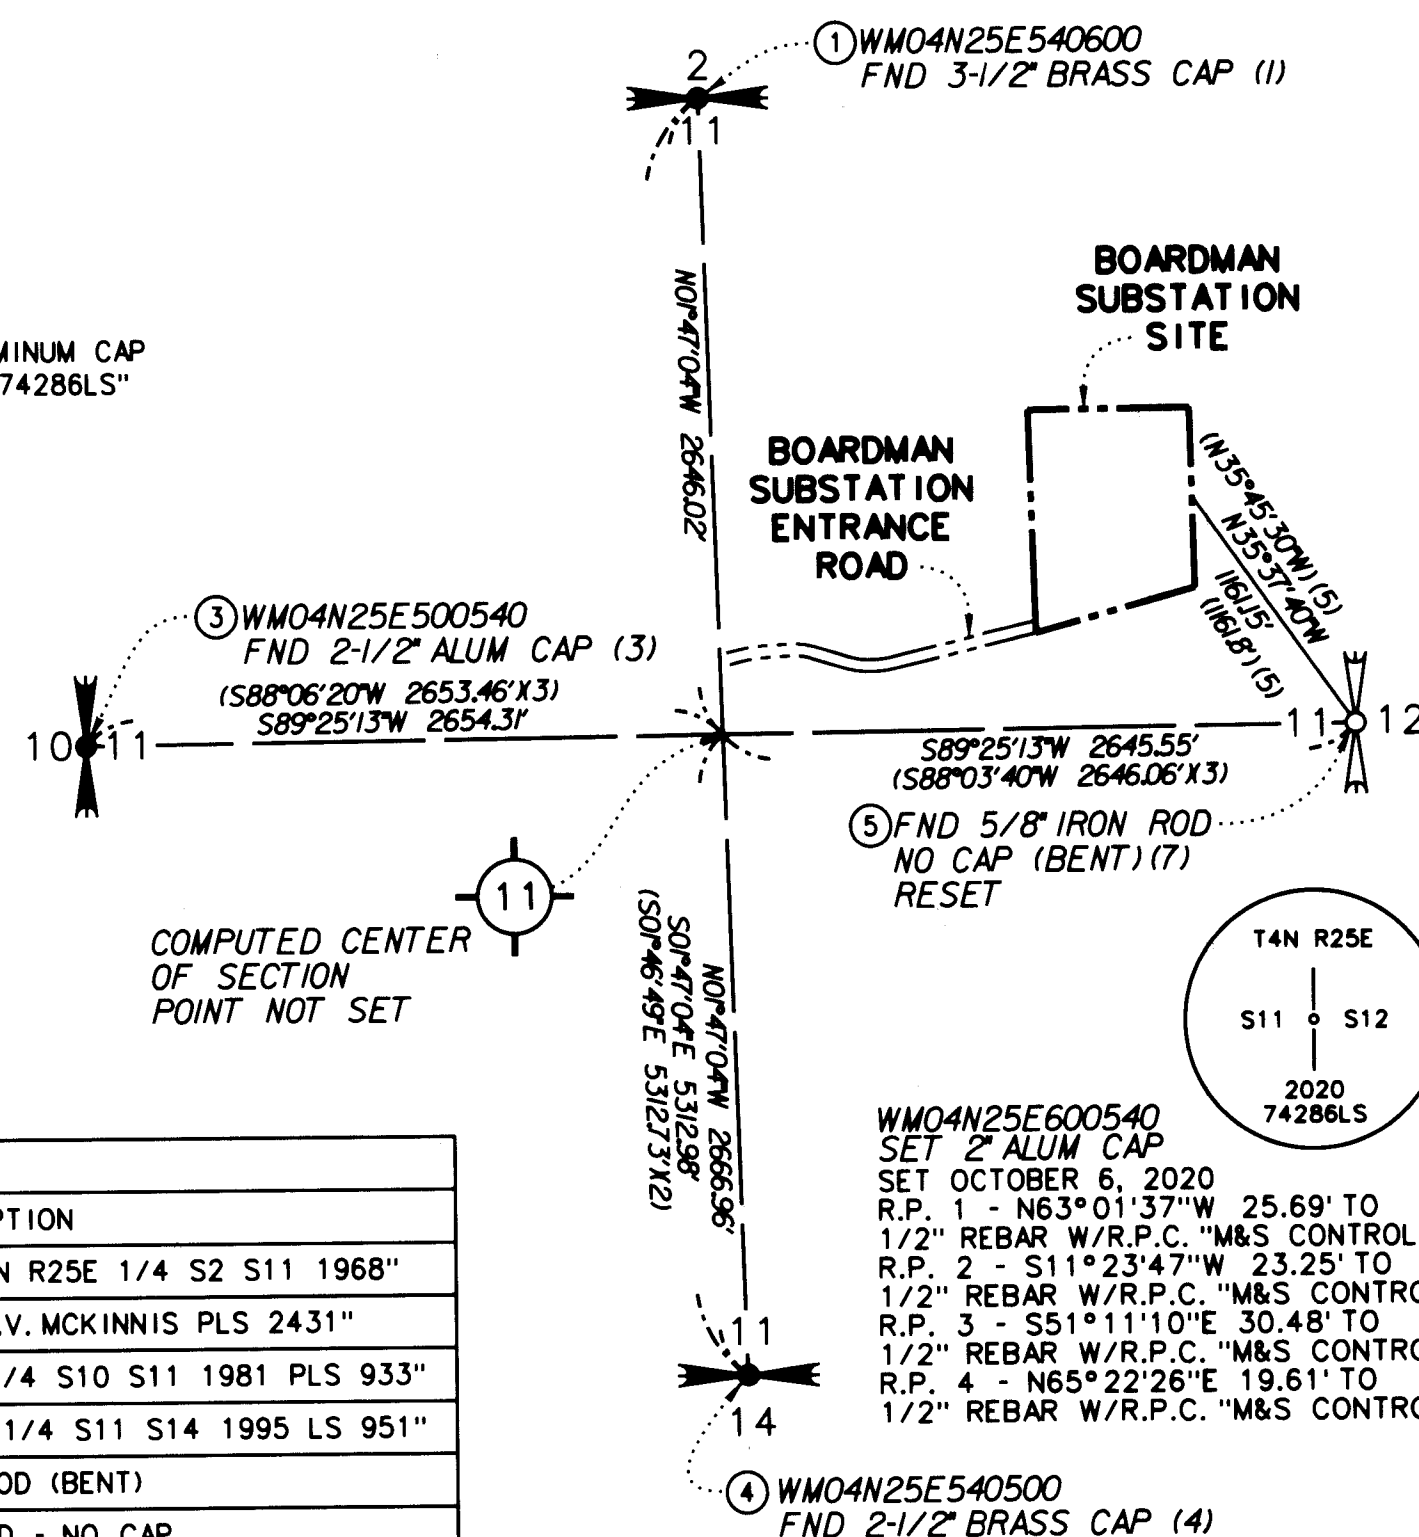 1 WM04N25E540600
FND 3-1/2" BRASS CAP (1)
2
11
BOARDMAN
SUBSTATION
SITE
MINUM CAP
74286LS"
N01°47'04"W 2646.02'
BOARDMAN
SUBSTATION
ENTRANCE
ROAD
(N35°45'30"W)(5)
N35°37'40"W
1161.15'
(1161.8')(5)
3 WM04N25E500540
FND 2-1/2" ALUM CAP (3)
(S88°06'20"W 2653.46')(3)
S89°25'13"W 2654.31'
10 11
11 12
S89°25'13"W 2645.55'
(S88°03'40"W 2646.06')(3)
5 FND 5/8" IRON ROD
NO CAP (BENT)(7)
RESET
11
COMPUTED CENTER
OF SECTION
POINT NOT SET
N01°47'04"W 2666.96'
S01°47'04"E 5312.98'
(S01°46'49"E 5312.73')(2)
T4N R25E
S11 S12
2020
74286LS
WM04N25E600540
SET 2" ALUM CAP
SET OCTOBER 6, 2020
R.P. 1 - N63°01'37"W 25.69' TO
1/2" REBAR W/R.P.C. "M&S CONTROL
R.P. 2 - S11°23'47"W 23.25' TO
1/2" REBAR W/R.P.C. "M&S CONTRO
R.P. 3 - S51°11'10"E 30.48' TO
1/2" REBAR W/R.P.C. "M&S CONTRO
R.P. 4 - N65°22'26"E 19.61' TO
1/2" REBAR W/R.P.C. "M&S CONTRO
PTION
N R25E 1/4 S2 S11 1968"
.V. MCKINNIS PLS 2431"
/4 S10 S11 1981 PLS 933"
1/4 S11 S14 1995 LS 951"
OD (BENT)
D - NO CAP
11
14
4 WM04N25E540500
FND 2-1/2" BRASS CAP (4)